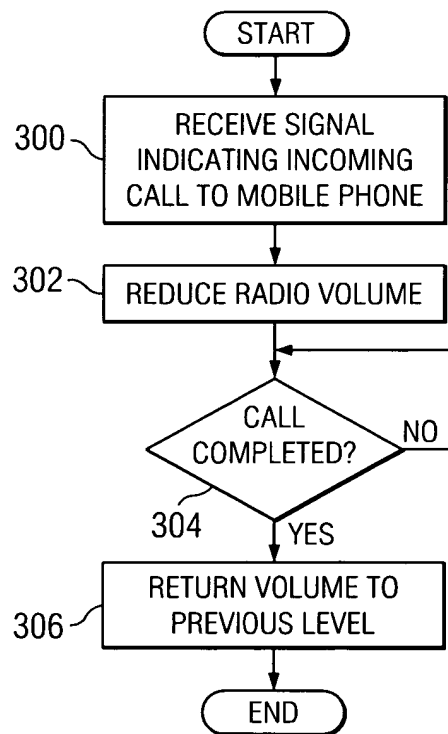 START
300
RECEIVE SIGNAL
INDICATING INCOMING
CALL TO MOBILE PHONE
302
REDUCE RADIO VOLUME
CALL
COMPLETED?
NO
304
YES
306
RETURN VOLUME TO
PREVIOUS LEVEL
END